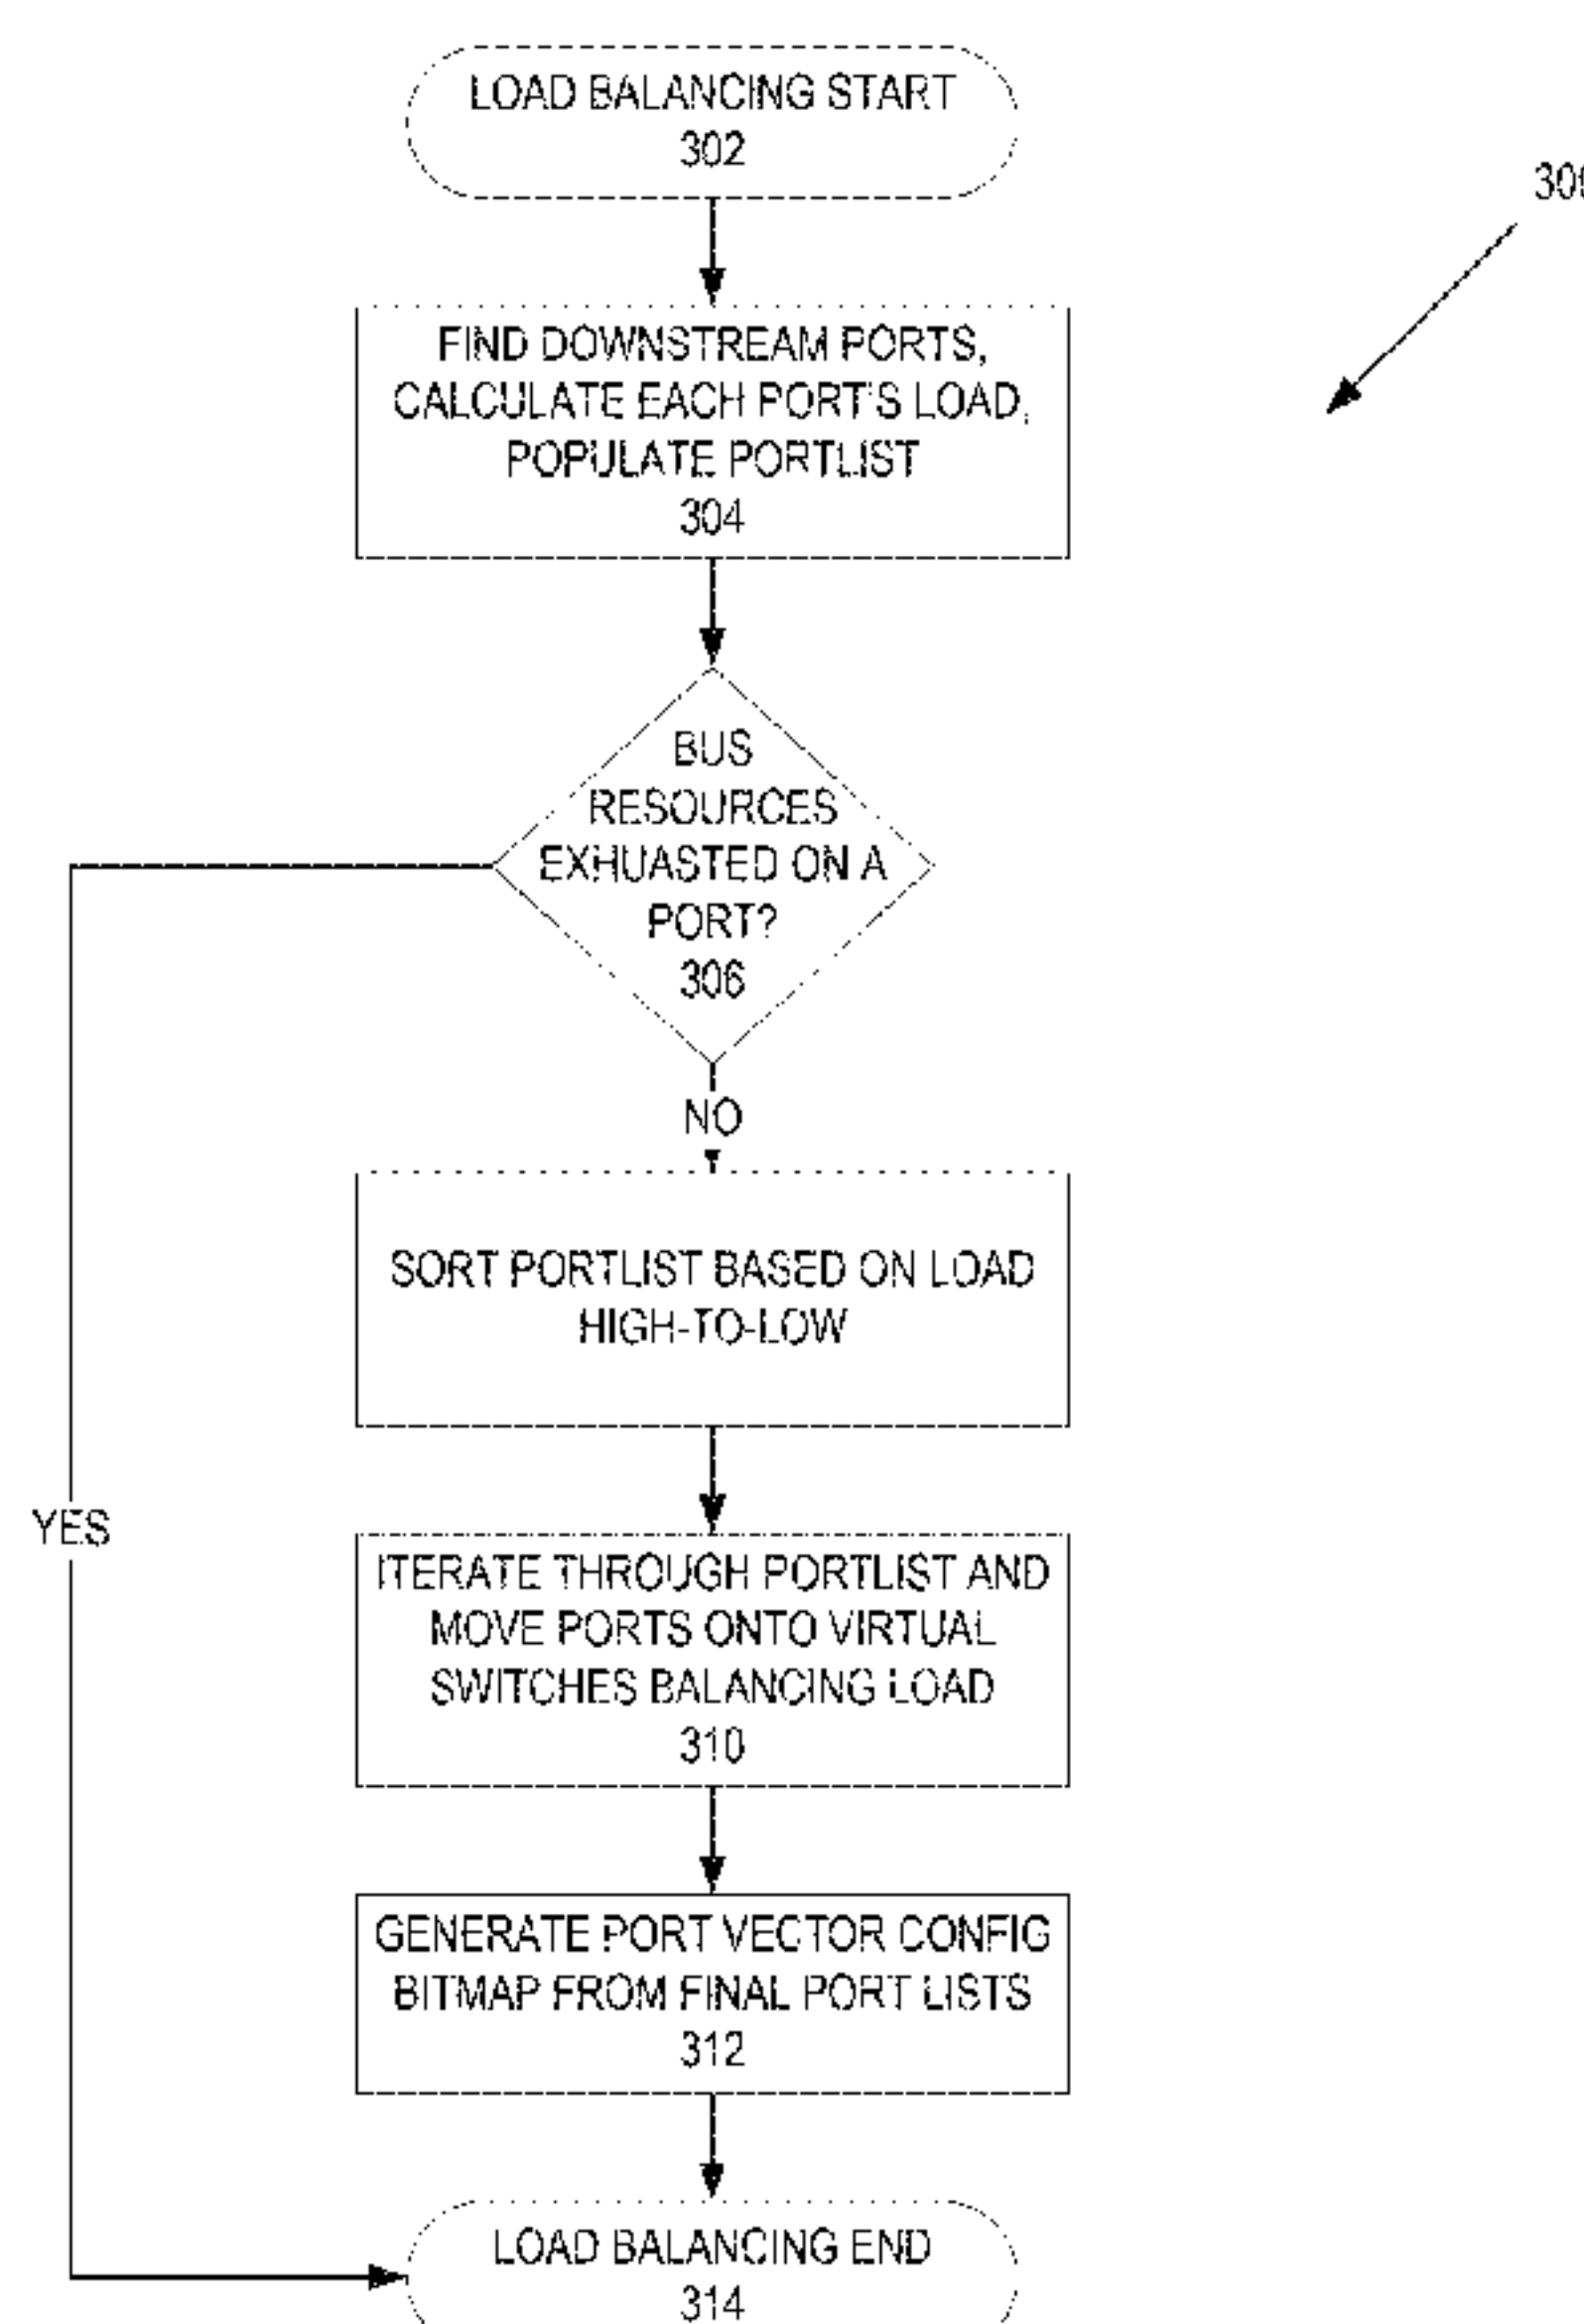 LOAD BALANCING START
302
300
FIND DOWNSTREAM PORTS,
CALCULATE EACH PORT'S LOAD,
POPULATE PORTLIST
304
BUS
RESOURCES
EXHUASTED ON A
PORT?
306
NO
SORT PORTLIST BASED ON LOAD
HIGH-TO-LOW
YES
ITERATE THROUGH PORTLIST AND
MOVE PORTS ONTO VIRTUAL
SWITCHES BALANCING LOAD
310
GENERATE PORT VECTOR CONFIG
BITMAP FROM FINAL PORT LISTS
312
LOAD BALANCING END
314